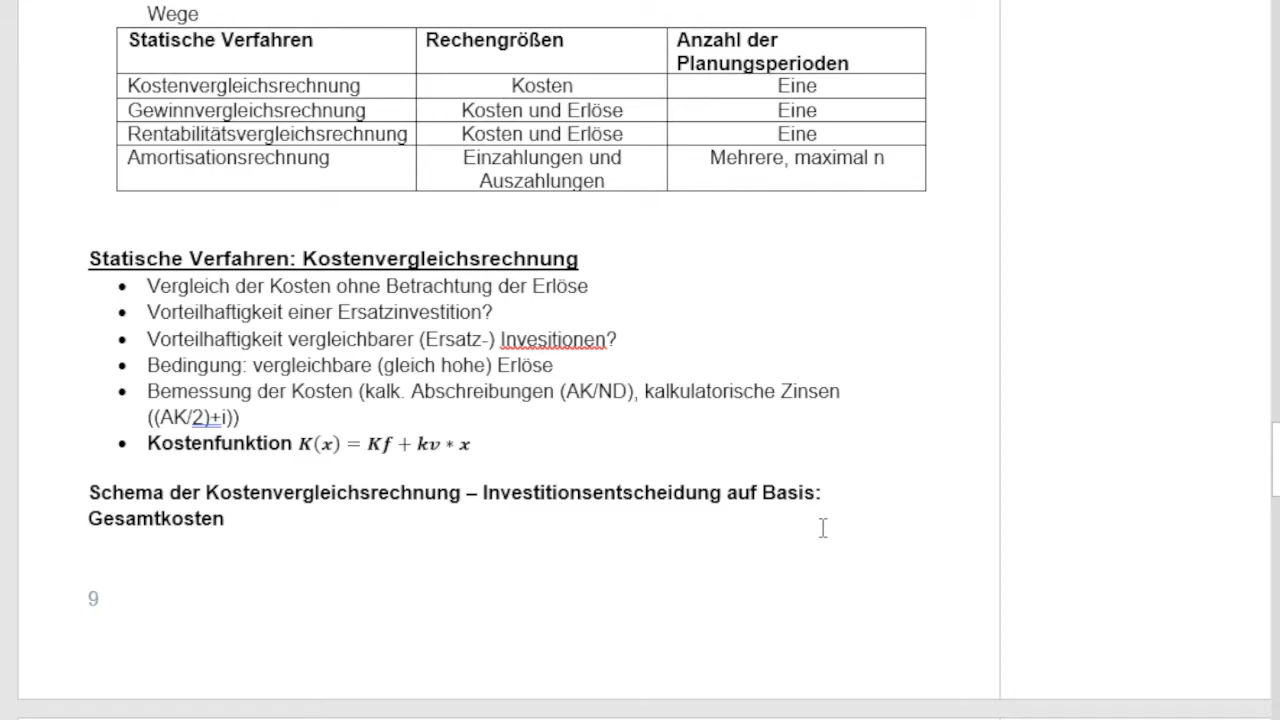 Wege
Statische Verfahren Rechengrößen Anzahl der
Planungsperioden
Kostenvergleichsrechnung Kosten Eine
Gewinnvergleichsrechnung Kosten und Erlöse Eine
Rentabilitätsvergleichsrechnung Kosten und Erlöse Eine
Amortisationsrechnung Einzahlungen und Mehrere, maximal n
Auszahlungen
Statische Verfahren: Kostenvergleichsrechnung
• Vergleich der Kosten ohne Betrachtung der Erlöse
• Vorteilhaftigkeit einer Ersatzinvestition?
• Vorteilhaftigkeit vergleichbarer (Ersatz-) Invesitionen?
• Bedingung: vergleichbare (gleich hohe) Erlöse
• Bemessung der Kosten (kalk. Abschreibungen (AK/ND), kalkulatorische Zinsen
((AK/2)+i))
• Kostenfunktion K(x) = Kf + kv * x
Schema der Kostenvergleichsrechnung – Investitionsentscheidung auf Basis:
Gesamtkosten
9